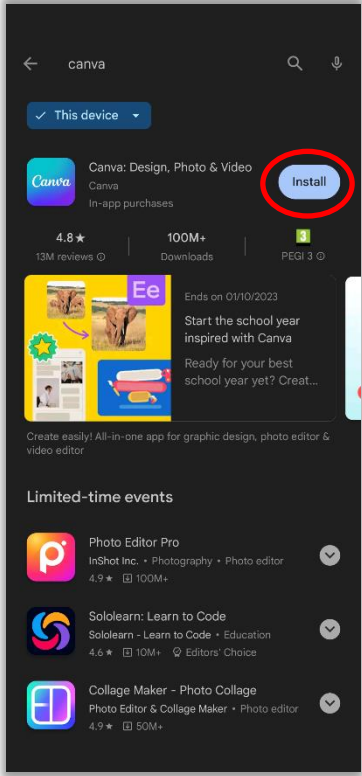 canva
This device
Canva
Canva: Design, Photo & Video
Canva
In-app purchases
Install
4.8★
13M reviews
100M+
Downloads
3
PEGI 3
Ee
Ends on 01/10/2023
Start the school year
inspired with Canva
Ready for your best
school year yet? Creat...
Create easily! All-in-one app for graphic design, photo editor &
video editor
Limited-time events
Photo Editor Pro
InShot Inc. • Photography • Photo editor
4.9★ 100M+
Sololearn: Learn to Code
Sololearn - Learn to Code • Education
4.6★ 10M+ Editors' Choice
Collage Maker - Photo Collage
Photo Editor & Collage Maker • Photo editor
4.9★ 50M+